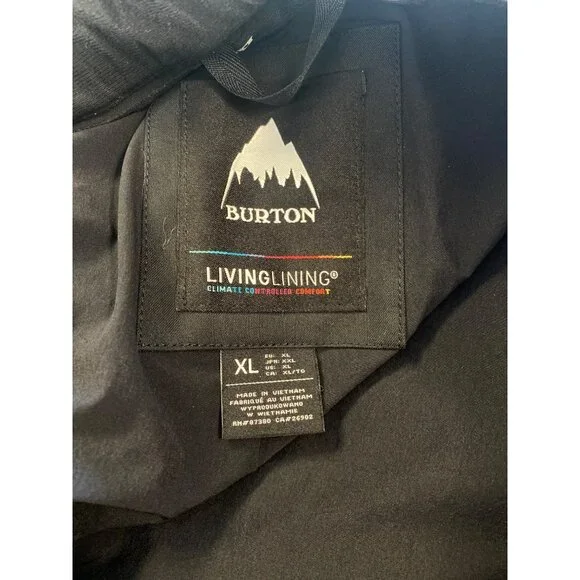 BURTON
LIVINGLINING®
CLIMATE CONTROLLED COMFORT
XL
EU: XL
JPN: XXL
US: XL
CA: XL/TG
MADE IN VIETNAM
FABRIQUÉ AU VIETNAM
WYPRODUKOWANO
W WIETNAMIE
RN#87380 CA#26902